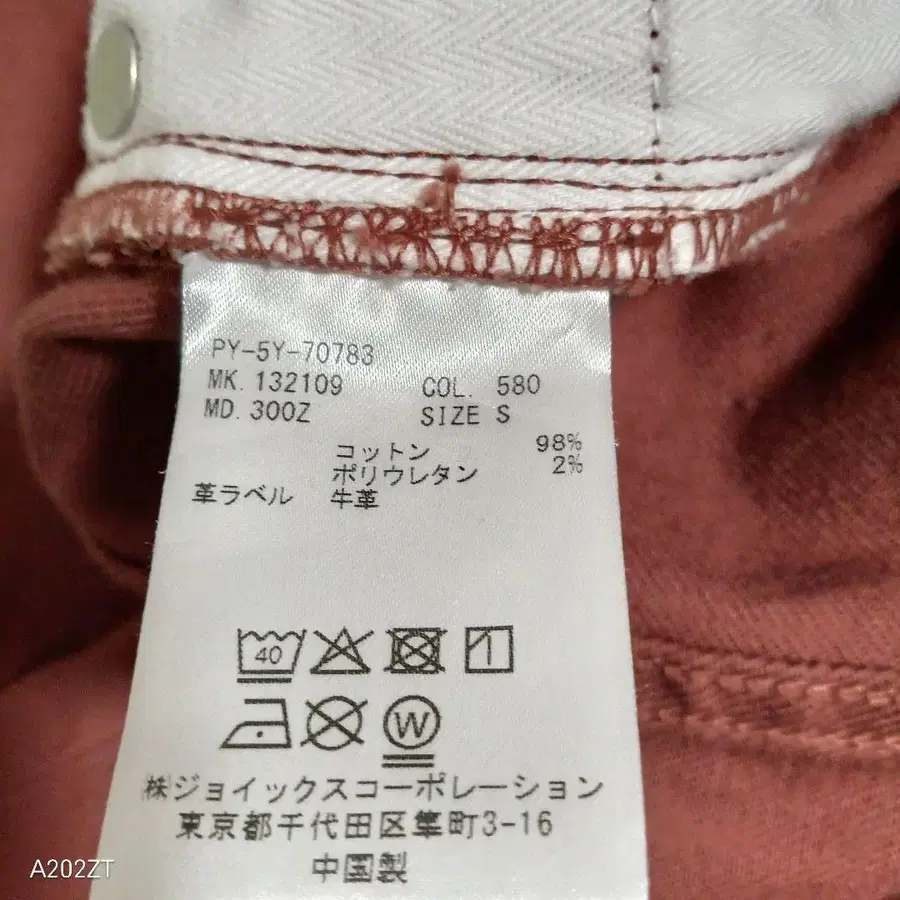 PY-5Y-70783
MK. 132109 COL. 580
MD. 300Z SIZE S
コットン 98%
ポリウレタン 2%
革ラベル 牛革
40
W
㈱ジョイックスコーポレーション
東京都千代田区隼町3-16
中国製
A202ZT